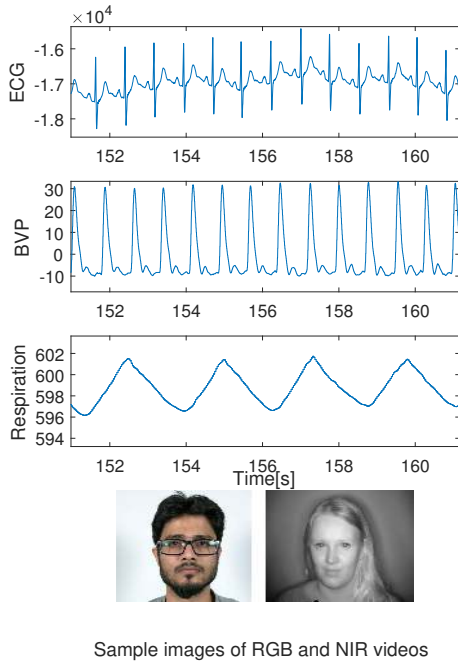 ×10⁴
-1.6
-1.7
-1.8
ECG
152 154 156 158 160
30
20
10
0
-10
BVP
152 154 156 158 160
602
600
598
596
594
Respiration
152 154 156 158 160
Time[s]
Sample images of RGB and NIR videos